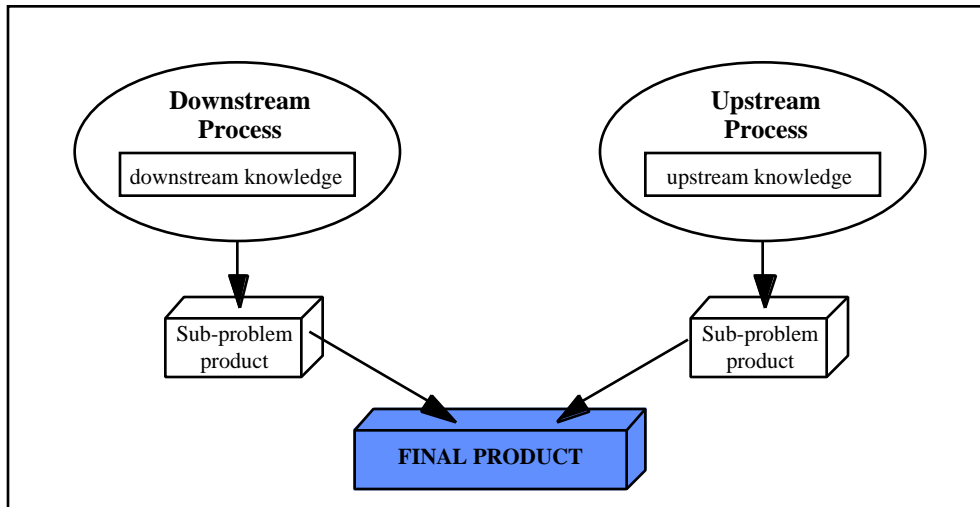 Downstream
Process
downstream knowledge
Upstream
Process
upstream knowledge
Sub-problem
product
Sub-problem
product
FINAL PRODUCT